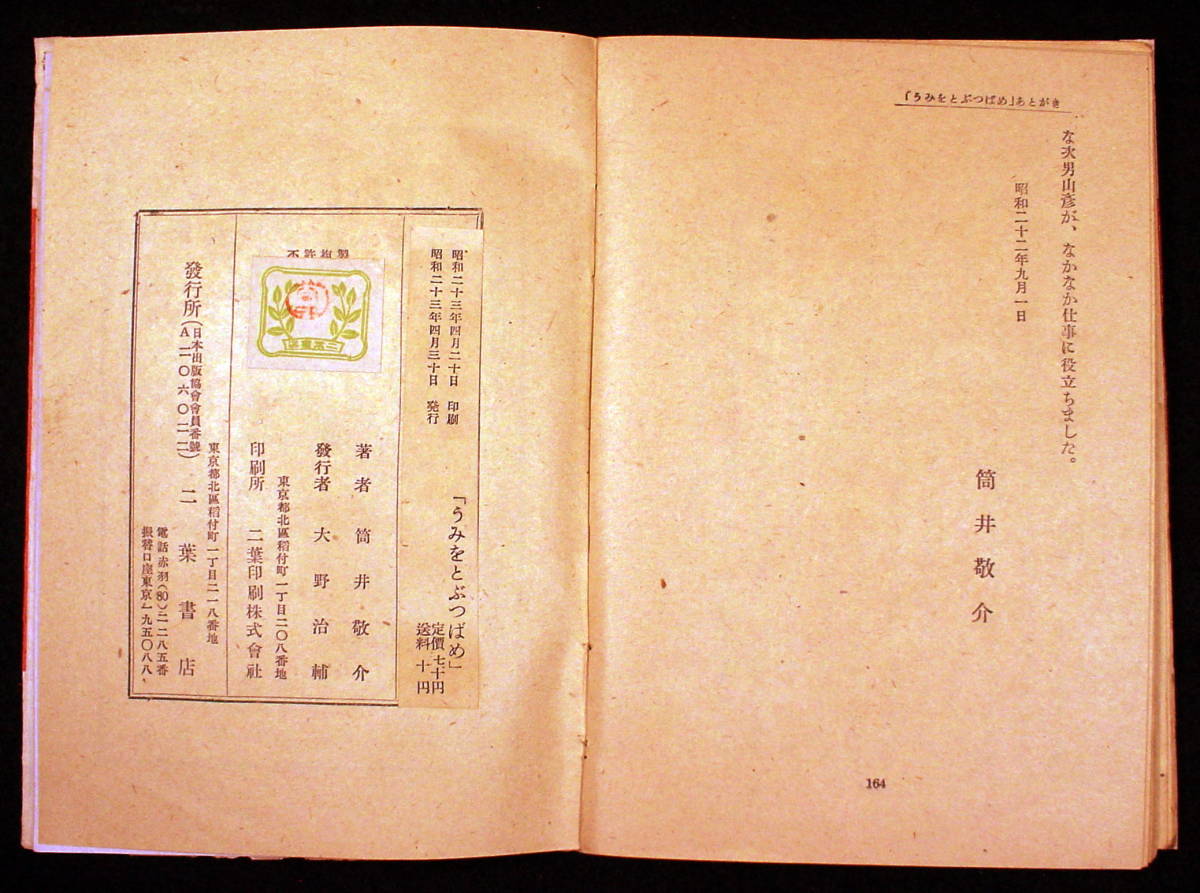 「うみをとぶつばめ」あとがき
な次男山彦が、なかなか仕事に役立ちました。
昭和二十二年九月一日
筒井敬介
164
昭和二十三年四月二十日 印刷
昭和二十三年四月三十日 発行
「うみをとぶつばめ」
定價 七十円
送料 十円
不許複製
著者 筒井敬介
發行者 大野治輔
東京都北區稻付町一丁目二〇八番地
印刷所 二葉印刷株式會社
東京都北區稻付町一丁目二一八番地
發行所(日本出版協會會員番號 A二一〇六〇二二) 二葉書店
電話赤羽(80)二二八五番
振替口座東京一九五〇八八